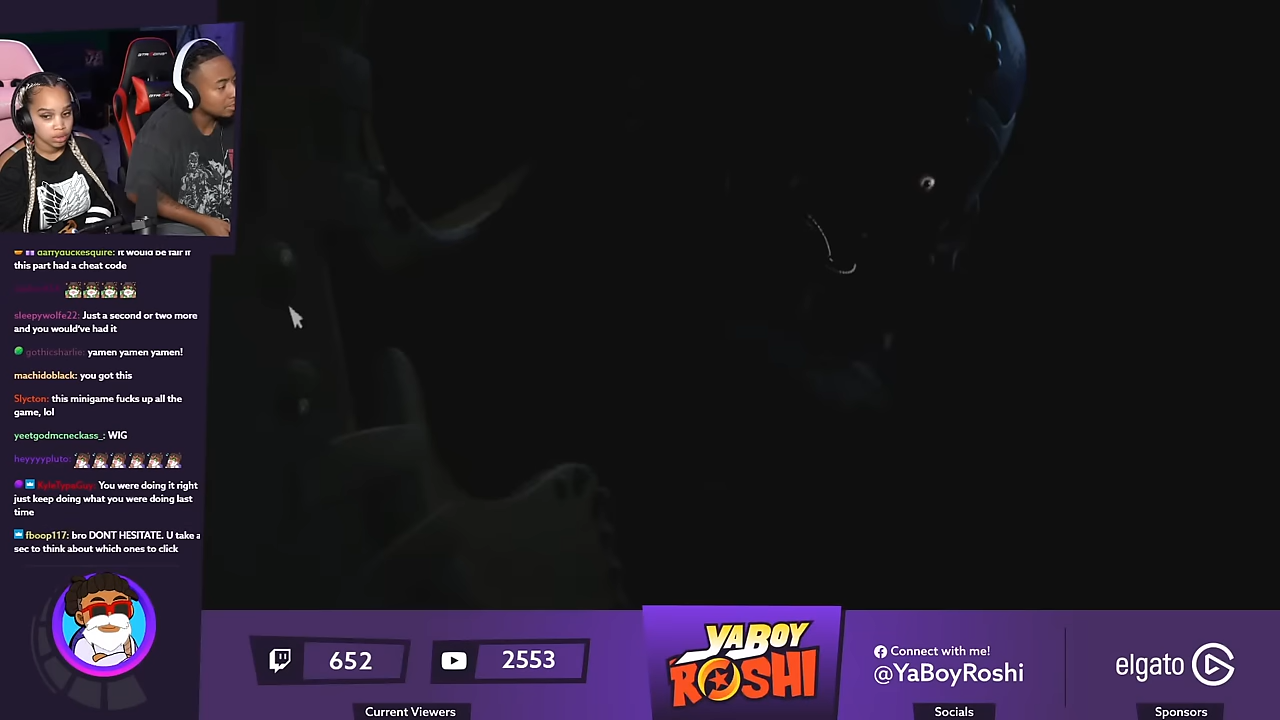 daffyduckesquire: It would be fair if
this part had a cheat code
sleepywolfe22: Just a second or two more
and you would've had it
gothicsharlie: yamen yamen yamen!
machidoblack: you got this
Slycton: this minigame fucks up all the
game, lol
yeetgodmcneckass_: WIG
heyyyypluto:
KyleTypaGuy: You were doing it right
just keep doing what you were doing last
time
fboop117: bro DONT HESITATE. U take a
sec to think about which ones to click
652
2553
Current Viewers
YABOY
ROSHI
Connect with me!
@YaBoyRoshi
Socials
elgato
Sponsors